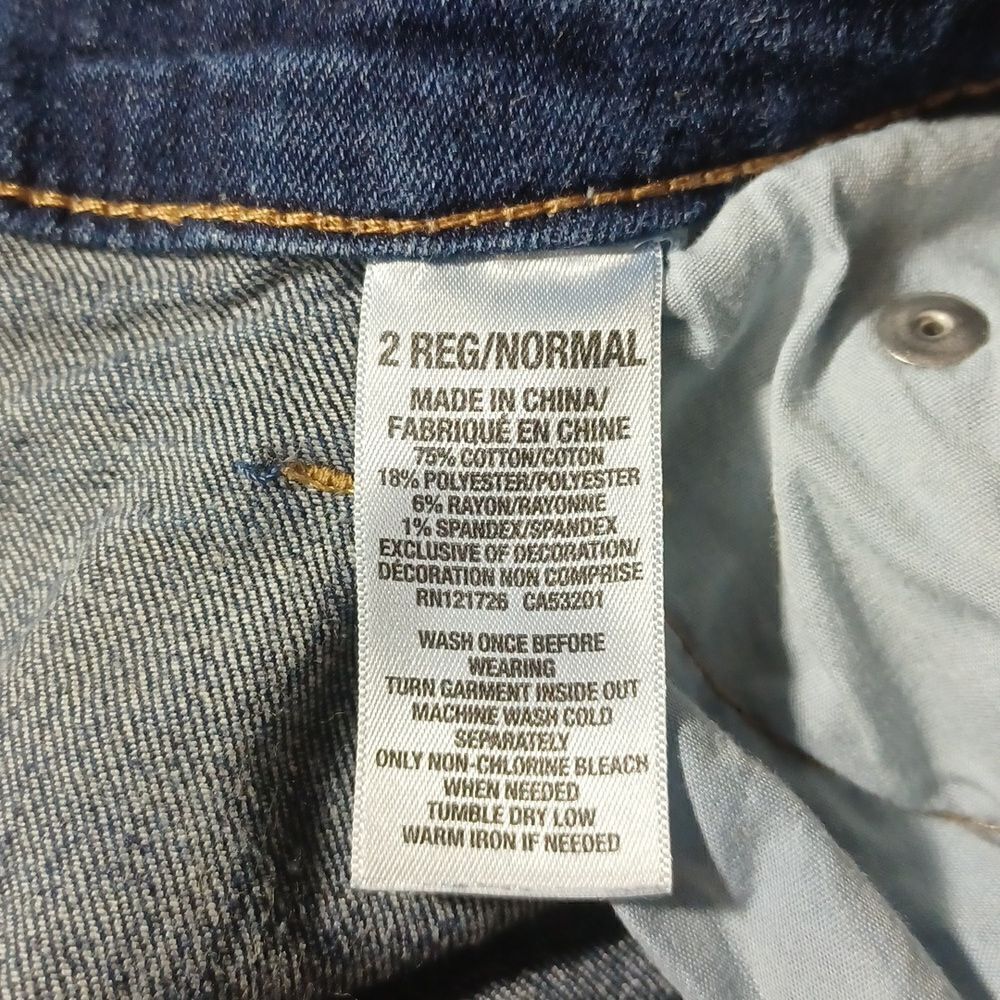 2 REG/NORMAL
MADE IN CHINA/
FABRIQUÉ EN CHINE
75% COTTON/COTON
18% POLYESTER/POLYESTER
6% RAYON/RAYONNE
1% SPANDEX/SPANDEX
EXCLUSIVE OF DECORATION/
DÉCORATION NON COMPRISE
RN121726 CA53201
WASH ONCE BEFORE
WEARING
TURN GARMENT INSIDE OUT
MACHINE WASH COLD
SEPARATELY
ONLY NON-CHLORINE BLEACH
WHEN NEEDED
TUMBLE DRY LOW
WARM IRON IF NEEDED